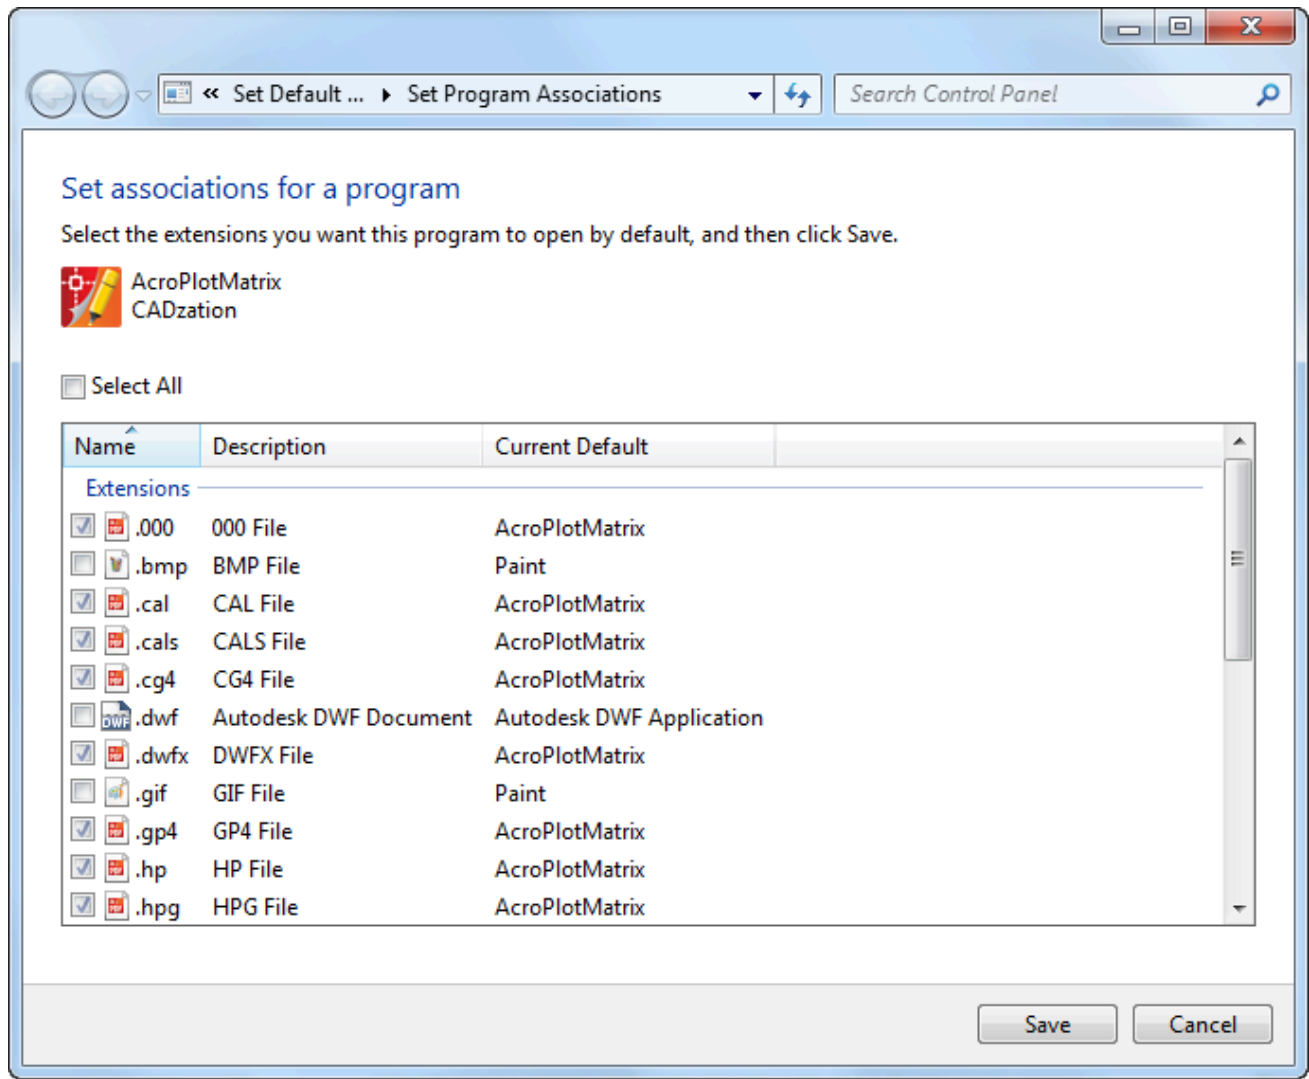 « Set Default ... Set Program Associations Search Control Panel
Set associations for a program
Select the extensions you want this program to open by default, and then click Save.
AcroPlotMatrix
CADzation
Select All
Name Description Current Default
Extensions
.000 000 File AcroPlotMatrix
.bmp BMP File Paint
.cal CAL File AcroPlotMatrix
.cals CALS File AcroPlotMatrix
.cg4 CG4 File AcroPlotMatrix
DWF .dwf Autodesk DWF Document Autodesk DWF Application
.dwfx DWFX File AcroPlotMatrix
.gif GIF File Paint
.gp4 GP4 File AcroPlotMatrix
.hp HP File AcroPlotMatrix
.hpg HPG File AcroPlotMatrix
Save Cancel